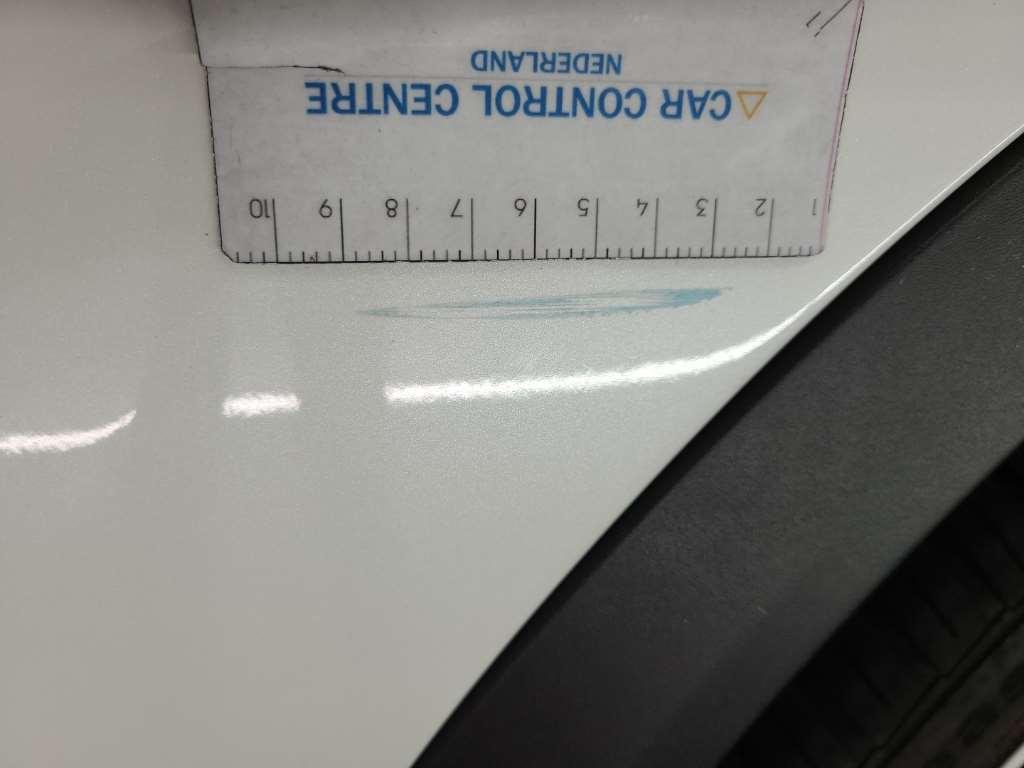 CAR CONTROL CENTRE
NEDERLAND
1 2 3 4 5 6 7 8 9 10